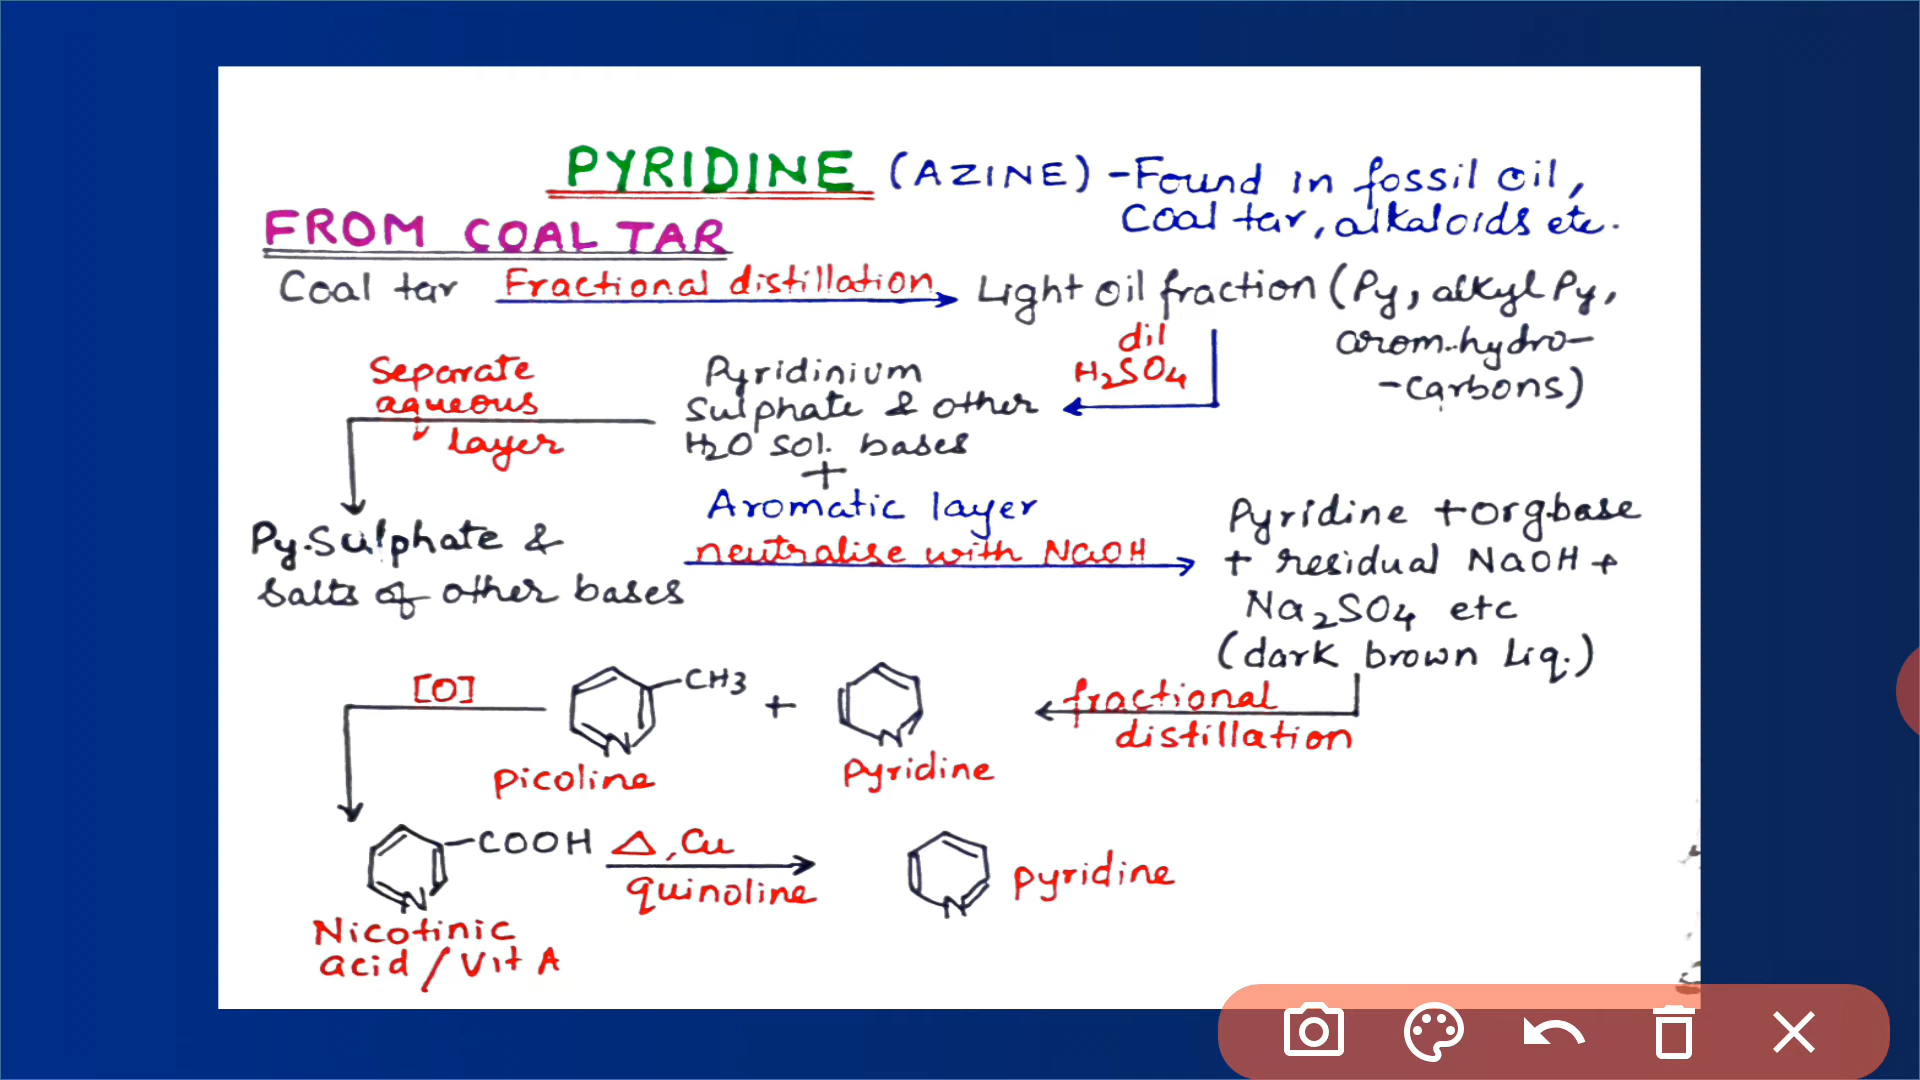 PYRIDINE (AZINE) - Found in fossil oil,
Coal tar, alkaloids etc.
FROM COAL TAR
Coal tar Fractional distillation Light oil fraction (Py, alkyl Py,
arom. hydro-
-carbons)
dil
H2SO4
Pyridinium
Sulphate & other
H2O sol. bases
+
Aromatic layer
Separate
aqueous
layer
Py. Sulphate &
Salts of other bases
neutralise with NaOH
Pyridine + org. base
+ residual NaOH +
Na2SO4 etc
(dark brown Liq.)
fractional
distillation
[O]
CH3
+
N
N
Picoline
Pyridine
COOH
N
Δ, Cu
quinoline
N
pyridine
Nicotinic
acid / Vit A